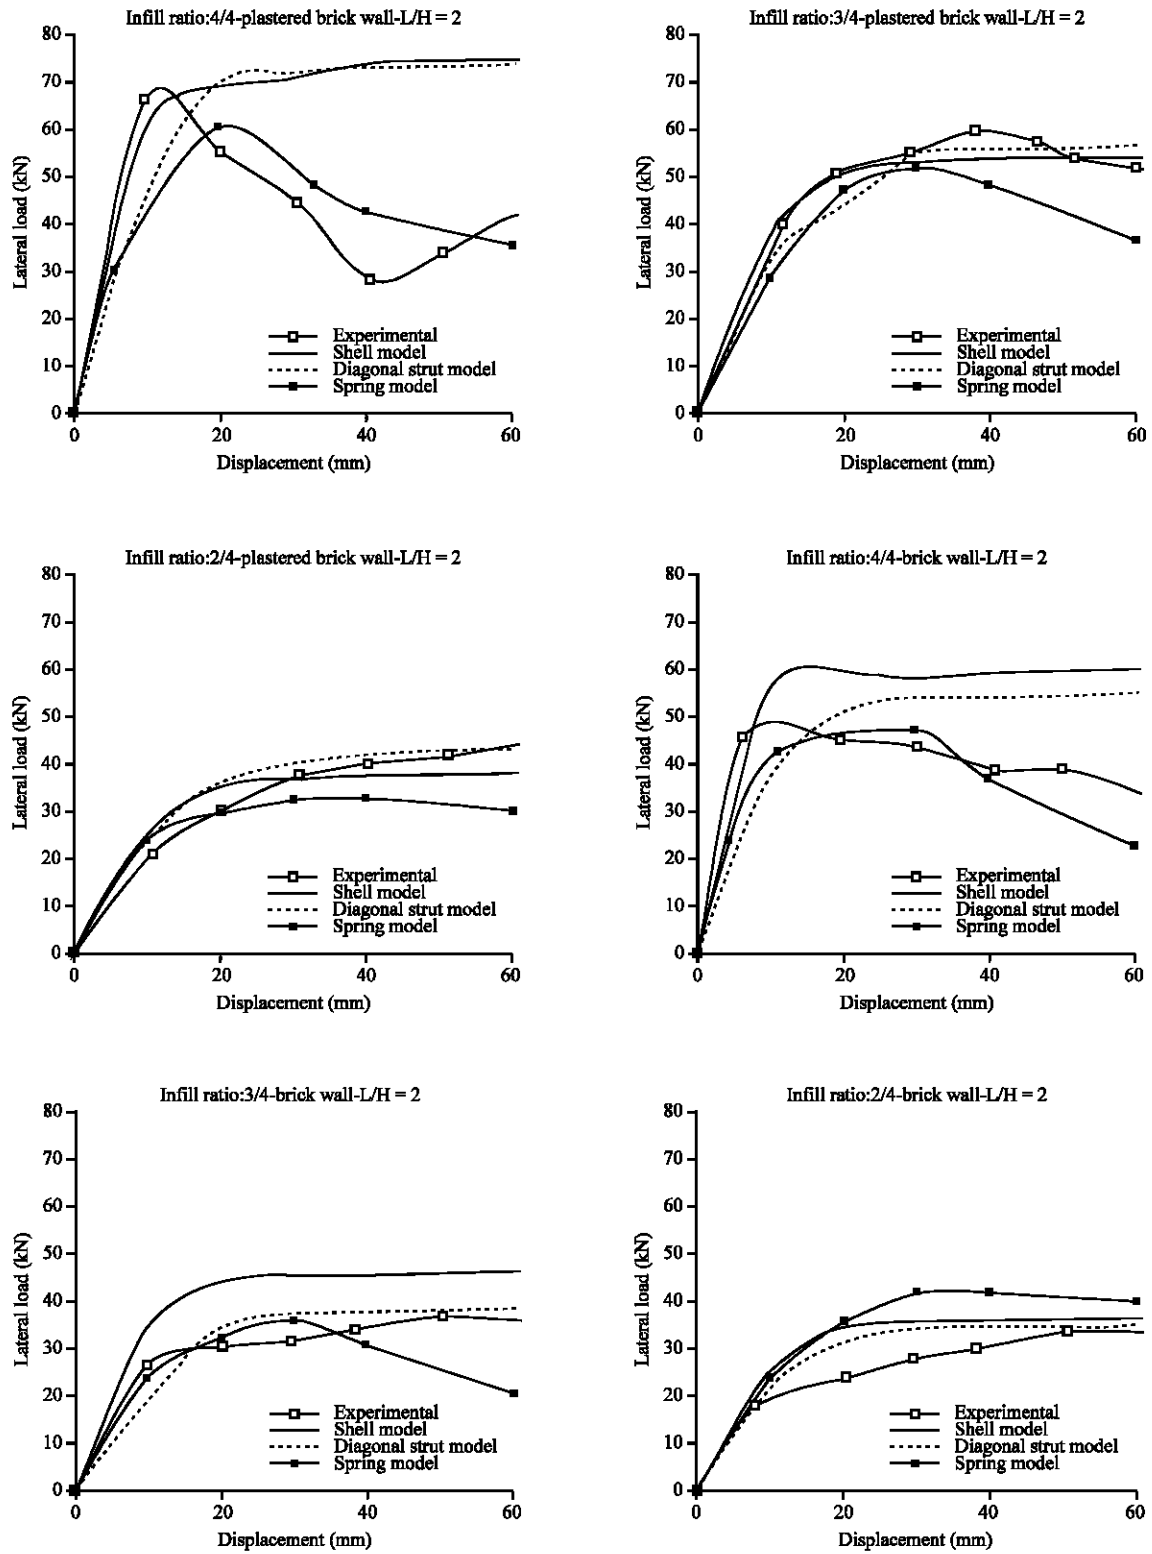 Infill ratio:4/4-plastered brick wall-L/H = 2
80
70
60
50
40
30
20
10
0
Lateral load (kN)
Experimental
Shell model
Diagonal strut model
Spring model
0 20 40 60
Displacement (mm)
Infill ratio:3/4-plastered brick wall-L/H = 2
80
70
60
50
40
30
20
10
0
Lateral load (kN)
Experimental
Shell model
Diagonal strut model
Spring model
0 20 40 60
Displacement (mm)
Infill ratio:2/4-plastered brick wall-L/H = 2
80
70
60
50
40
30
20
10
0
Lateral load (kN)
Experimental
Shell model
Diagonal strut model
Spring model
0 20 40 60
Displacement (mm)
Infill ratio:4/4-brick wall-L/H = 2
80
70
60
50
40
30
20
10
0
Lateral load (kN)
Experimental
Shell model
Diagonal strut model
Spring model
0 20 40 60
Displacement (mm)
Infill ratio:3/4-brick wall-L/H = 2
80
70
60
50
40
30
20
10
0
Lateral load (kN)
Experimental
Shell model
Diagonal strut model
Spring model
0 20 40 60
Displacement (mm)
Infill ratio:2/4-brick wall-L/H = 2
80
70
60
50
40
30
20
10
0
Lateral load (kN)
Experimental
Shell model
Diagonal strut model
Spring model
0 20 40 60
Displacement (mm)